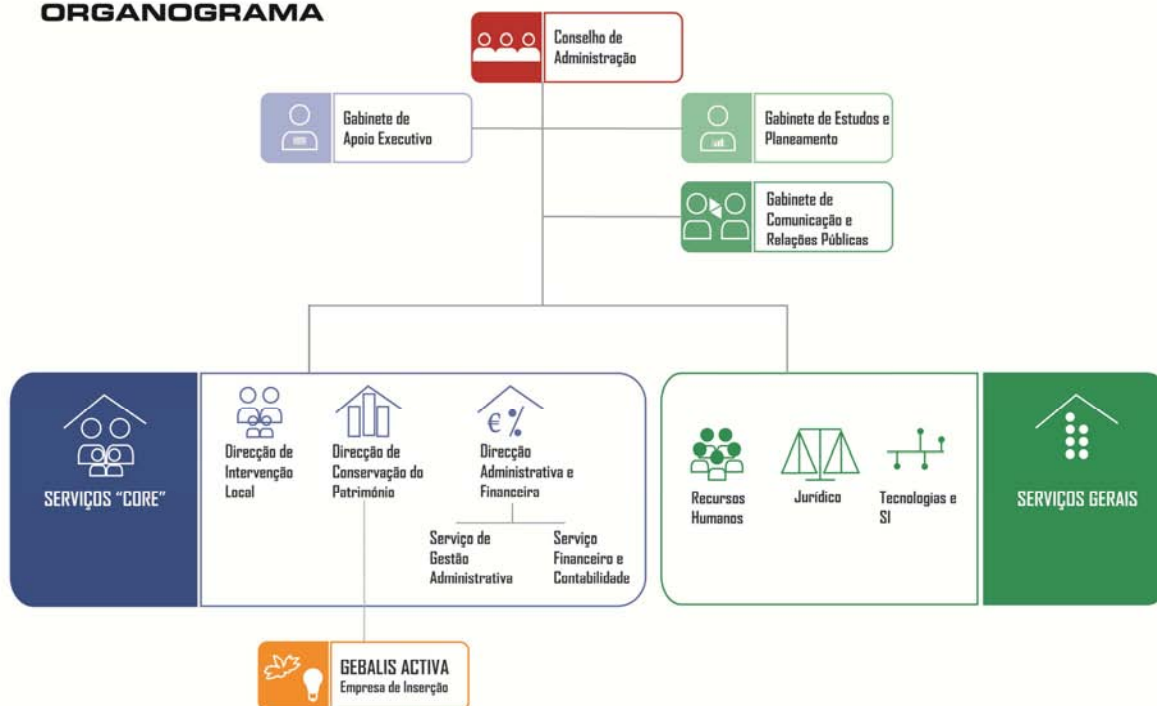 ORGANOGRAMA
Conselho de
Administração
Gabinete de
Apoio Executivo
Gabinete de Estudos e
Planeamento
Gabinete de
Comunicação e
Relações Públicas
SERVIÇOS "CORE"
Direcção de
Intervenção
Local
Direcção de
Conservação do
Património
€ %
Direcção
Administrativa e
Financeira
Serviço de
Gestão
Administrativa
Serviço
Financeiro e
Contabilidade
Recursos
Humanos
Jurídico
Tecnologias e
SI
SERVIÇOS GERAIS
GEBALIS ACTIVA
Empresa de Inserção